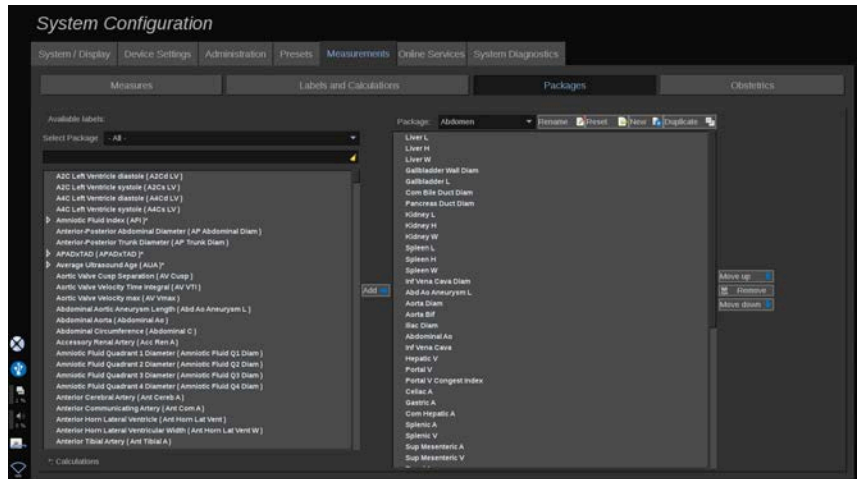 System Configuration
System / Display
Device Settings
Administration
Presets
Measurements
Online Services
System Diagnostics
Measures
Labels and Calculations
Packages
Obstetrics
Available labels:
Select Package - All -
A2C Left Ventricle diastole ( A2Cd LV )
A2C Left Ventricle systole ( A2Cs LV )
A4C Left Ventricle diastole ( A4Cd LV )
A4C Left Ventricle systole ( A4Cs LV )
Amniotic Fluid Index ( AFI )*
Anterior-Posterior Abdominal Diameter ( AP Abdominal Diam )
Anterior-Posterior Trunk Diameter ( AP Trunk Diam )
APADxTAD ( APADxTAD )*
Average Ultrasound Age ( AUA )*
Aortic Valve Cusp Separation ( AV Cusp )
Aortic Valve Velocity Time Integral ( AV VTI )
Aortic Valve Velocity max ( AV Vmax )
Abdominal Aortic Aneurysm Length ( Abd Ao Aneurysm L )
Abdominal Aorta ( Abdominal Ao )
Abdominal Circumference ( Abdominal C )
Accessory Renal Artery ( Acc Ren A )
Amniotic Fluid Quadrant 1 Diameter ( Amniotic Fluid Q1 Diam )
Amniotic Fluid Quadrant 2 Diameter ( Amniotic Fluid Q2 Diam )
Amniotic Fluid Quadrant 3 Diameter ( Amniotic Fluid Q3 Diam )
Amniotic Fluid Quadrant 4 Diameter ( Amniotic Fluid Q4 Diam )
Anterior Cerebral Artery ( Ant Cereb A )
Anterior Communicating Artery ( Ant Com A )
Anterior Horn Lateral Ventricle ( Ant Horn Lat Vent )
Anterior Horn Lateral Ventricular Width ( Ant Horn Lat Vent W )
Anterior Tibial Artery ( Ant Tibial A )
*: Calculations
Add
Package: Abdomen
Rename
Reset
New
Duplicate
Liver L
Liver H
Liver W
Gallbladder Wall Diam
Gallbladder L
Com Bile Duct Diam
Pancreas Duct Diam
Kidney L
Kidney H
Kidney W
Spleen L
Spleen H
Spleen W
Inf Vena Cava Diam
Abd Ao Aneurysm L
Aorta Diam
Aorta Bif
Iliac Diam
Abdominal Ao
Inf Vena Cava
Hepatic V
Portal V
Portal V Congest Index
Celiac A
Gastric A
Com Hepatic A
Splenic A
Splenic V
Sup Mesenteric A
Sup Mesenteric V
Move up
Remove
Move down